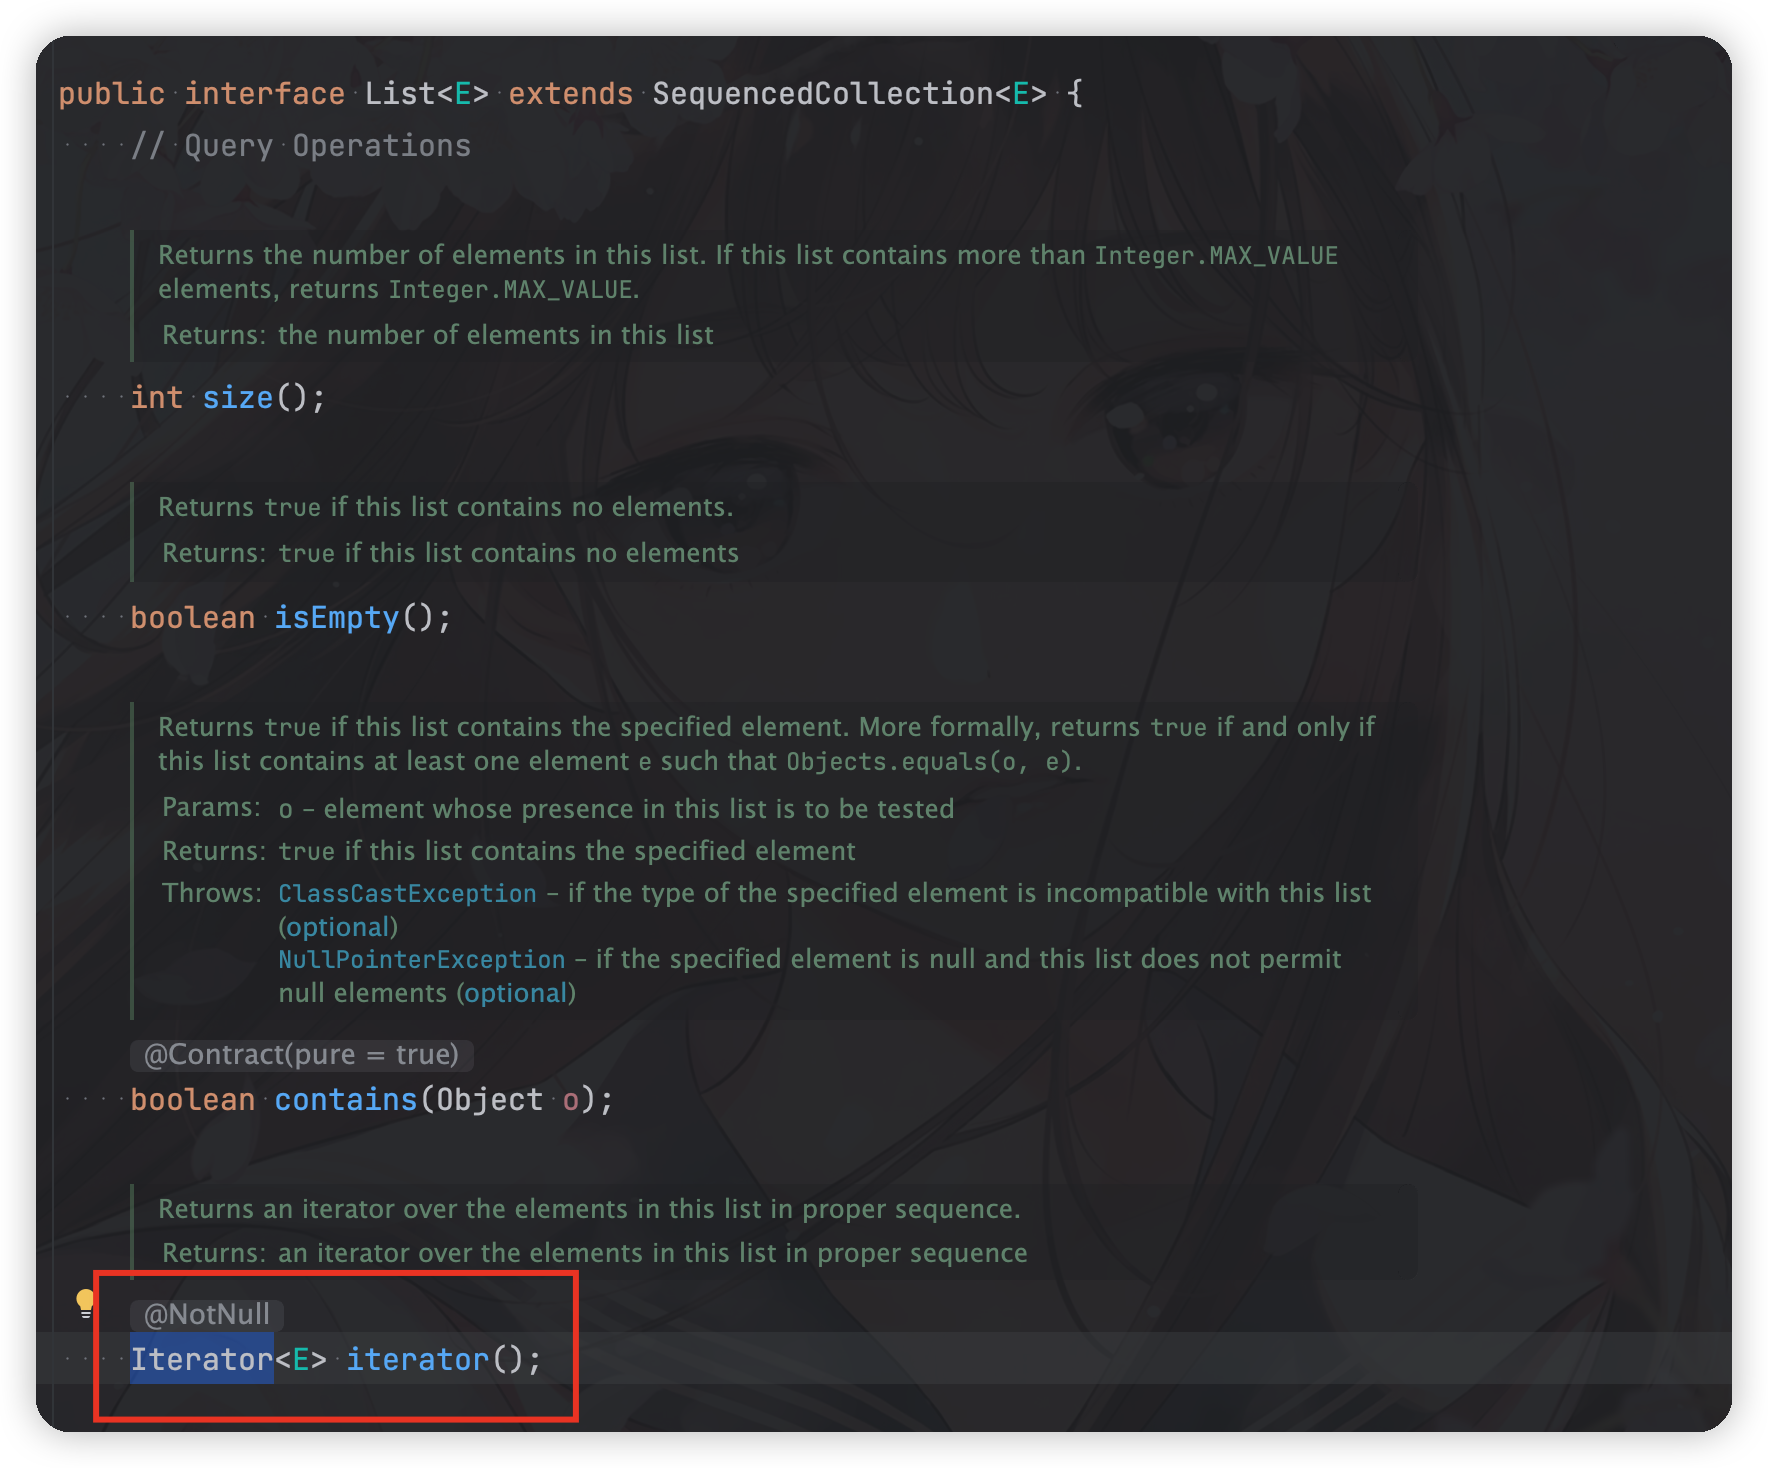 public interface List<E> extends SequencedCollection<E> {
// Query Operations
Returns the number of elements in this list. If this list contains more than Integer.MAX_VALUE
elements, returns Integer.MAX_VALUE.
Returns: the number of elements in this list
int size();
Returns true if this list contains no elements.
Returns: true if this list contains no elements
boolean isEmpty();
Returns true if this list contains the specified element. More formally, returns true if and only if
this list contains at least one element e such that Objects.equals(o, e).
Params: o – element whose presence in this list is to be tested
Returns: true if this list contains the specified element
Throws: ClassCastException – if the type of the specified element is incompatible with this list
(optional)
NullPointerException – if the specified element is null and this list does not permit
null elements (optional)
@Contract(pure = true)
boolean contains(Object o);
Returns an iterator over the elements in this list in proper sequence.
Returns: an iterator over the elements in this list in proper sequence
@NotNull
Iterator<E> iterator();